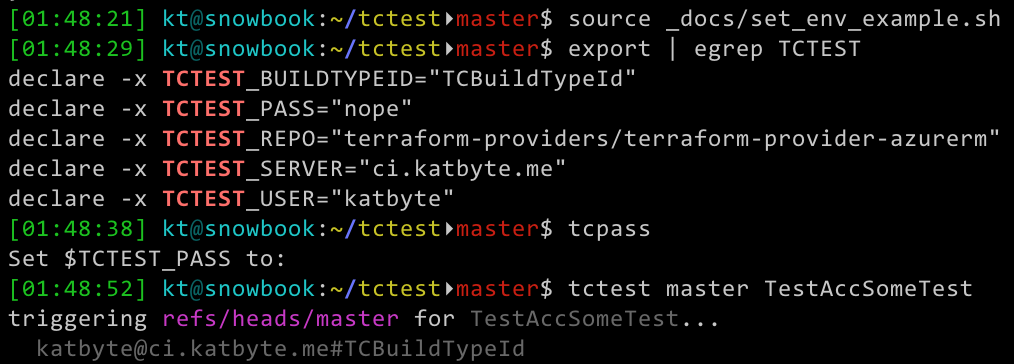 [01:48:21] kt@snowbook:~/tctest▸master$ source _docs/set_env_example.sh
[01:48:29] kt@snowbook:~/tctest▸master$ export | egrep TCTEST
declare -x TCTEST_BUILDTYPEID="TCBuildTypeId"
declare -x TCTEST_PASS="nope"
declare -x TCTEST_REPO="terraform-providers/terraform-provider-azurerm"
declare -x TCTEST_SERVER="ci.katbyte.me"
declare -x TCTEST_USER="katbyte"
[01:48:38] kt@snowbook:~/tctest▸master$ tcpass
Set $TCTEST_PASS to:
[01:48:52] kt@snowbook:~/tctest▸master$ tctest master TestAccSomeTest
triggering refs/heads/master for TestAccSomeTest...
  katbyte@ci.katbyte.me#TCBuildTypeId